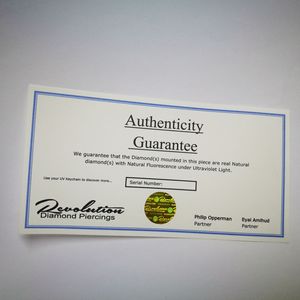 Authenticity
Guarantee
We guarantee that the Diamond(s) mounted in this piece are real Natural
diamond(s) with Natural Fluorescence under Ultraviolet Light.
Use your UV Keychain to discover more...
Serial Number:
Revolution
Diamond Piercings
Philip Opperman
Partner
Eyal Amihud
Partner